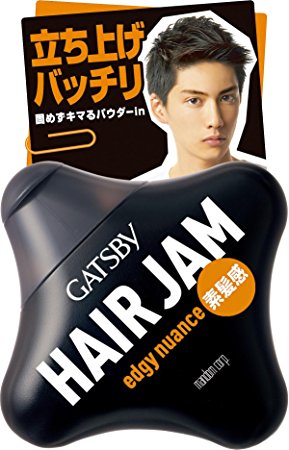 立ち上げ
バッチリ
固めずキマるパウダーin
GATSBY
HAIR JAM
edgy nuance
素髪感
mandom corp.